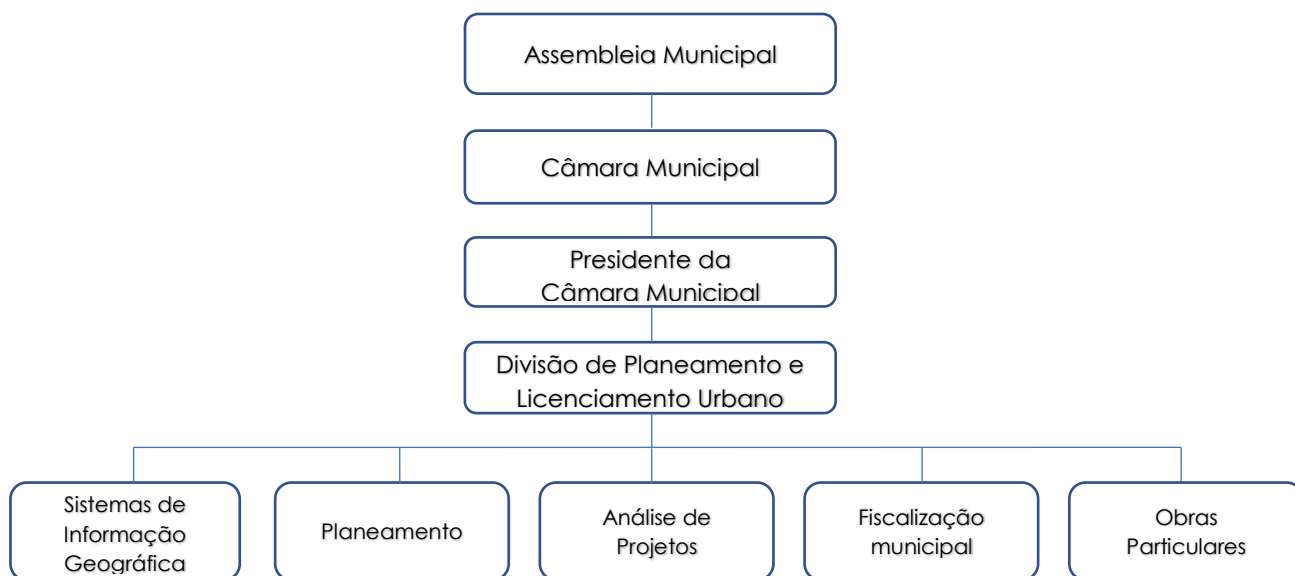 Assembleia Municipal
Câmara Municipal
Presidente da
Câmara Municipal
Divisão de Planeamento e
Licenciamento Urbano
Sistemas de
Informação
Geográfica
Planeamento
Análise de
Projetos
Fiscalização
municipal
Obras
Particulares